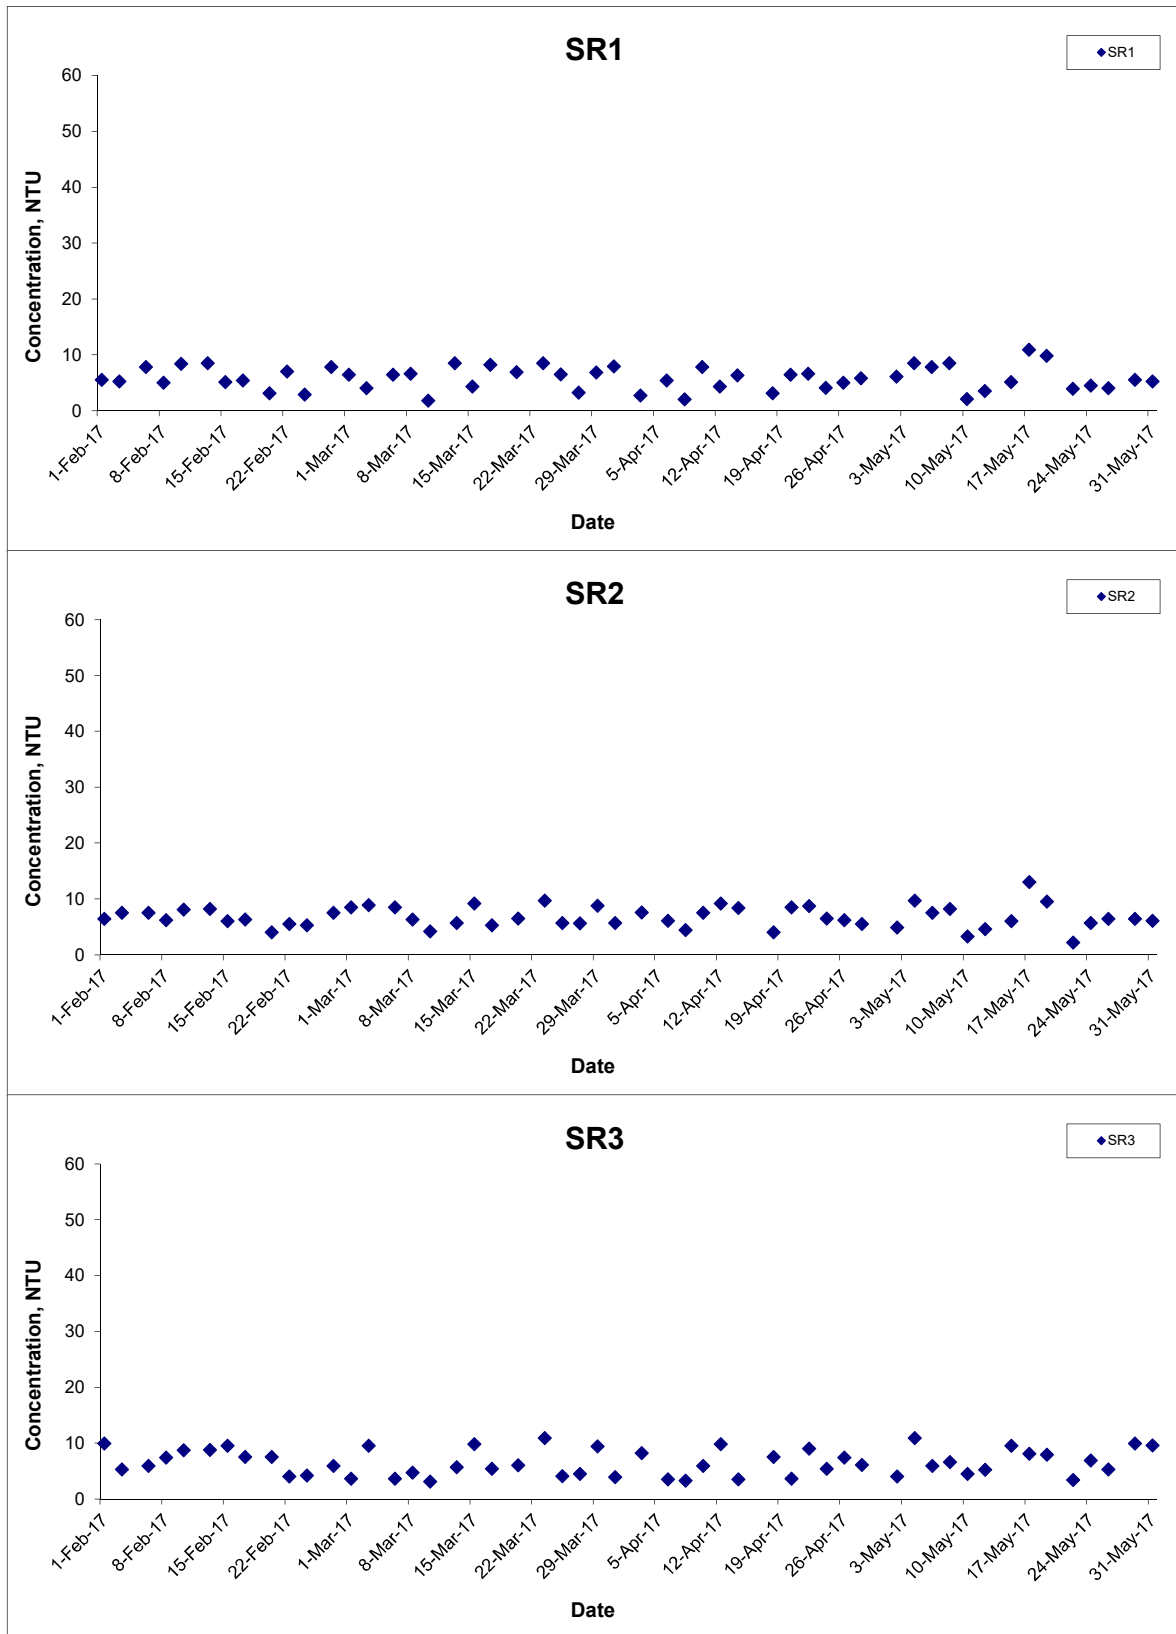 SR1
SR1
Concentration, NTU
60
50
40
30
20
10
0
1-Feb-17
8-Feb-17
15-Feb-17
22-Feb-17
1-Mar-17
8-Mar-17
15-Mar-17
22-Mar-17
29-Mar-17
5-Apr-17
12-Apr-17
19-Apr-17
26-Apr-17
3-May-17
10-May-17
17-May-17
24-May-17
31-May-17
Date
SR2
SR2
Concentration, NTU
60
50
40
30
20
10
0
1-Feb-17
8-Feb-17
15-Feb-17
22-Feb-17
1-Mar-17
8-Mar-17
15-Mar-17
22-Mar-17
29-Mar-17
5-Apr-17
12-Apr-17
19-Apr-17
26-Apr-17
3-May-17
10-May-17
17-May-17
24-May-17
31-May-17
Date
SR3
SR3
Concentration, NTU
60
50
40
30
20
10
0
1-Feb-17
8-Feb-17
15-Feb-17
22-Feb-17
1-Mar-17
8-Mar-17
15-Mar-17
22-Mar-17
29-Mar-17
5-Apr-17
12-Apr-17
19-Apr-17
26-Apr-17
3-May-17
10-May-17
17-May-17
24-May-17
31-May-17
Date